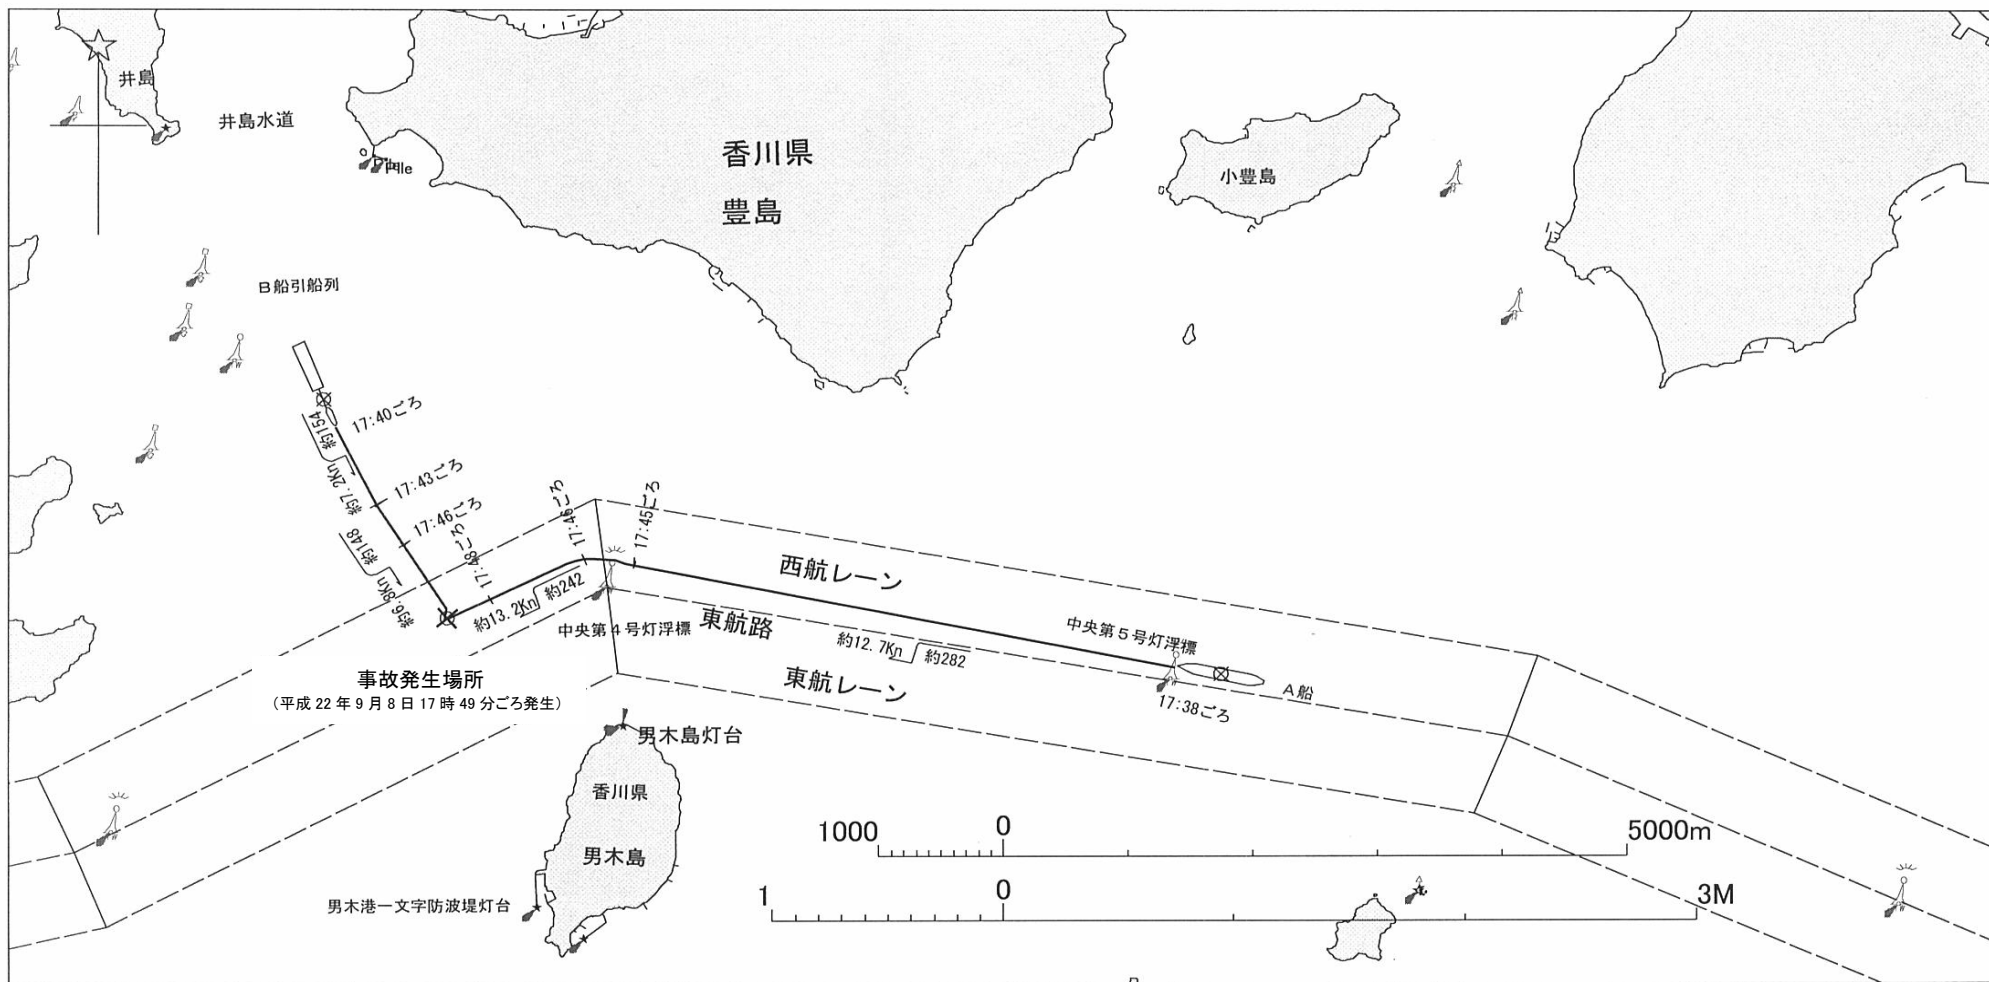 井島
井島水道
Pile
香川県
豊島
小豊島
B船引船列
17:40ごろ
約154
約7.2Kn
17:43ごろ
17:46ごろ
約148
約6.8Kn
17:48ごろ
17:46ごろ
17:45ごろ
約13.2Kn
約242
西航レーン
中央第4号灯浮標
東航路
約12.7Kn
約282
中央第5号灯浮標
東航レーン
A船
17:38ごろ
事故発生場所
(平成 22 年 9 月 8 日 17 時 49 分ごろ発生)
男木島灯台
香川県
男木島
男木港一文字防波堤灯台
1000 0 5000m
1 0 3M